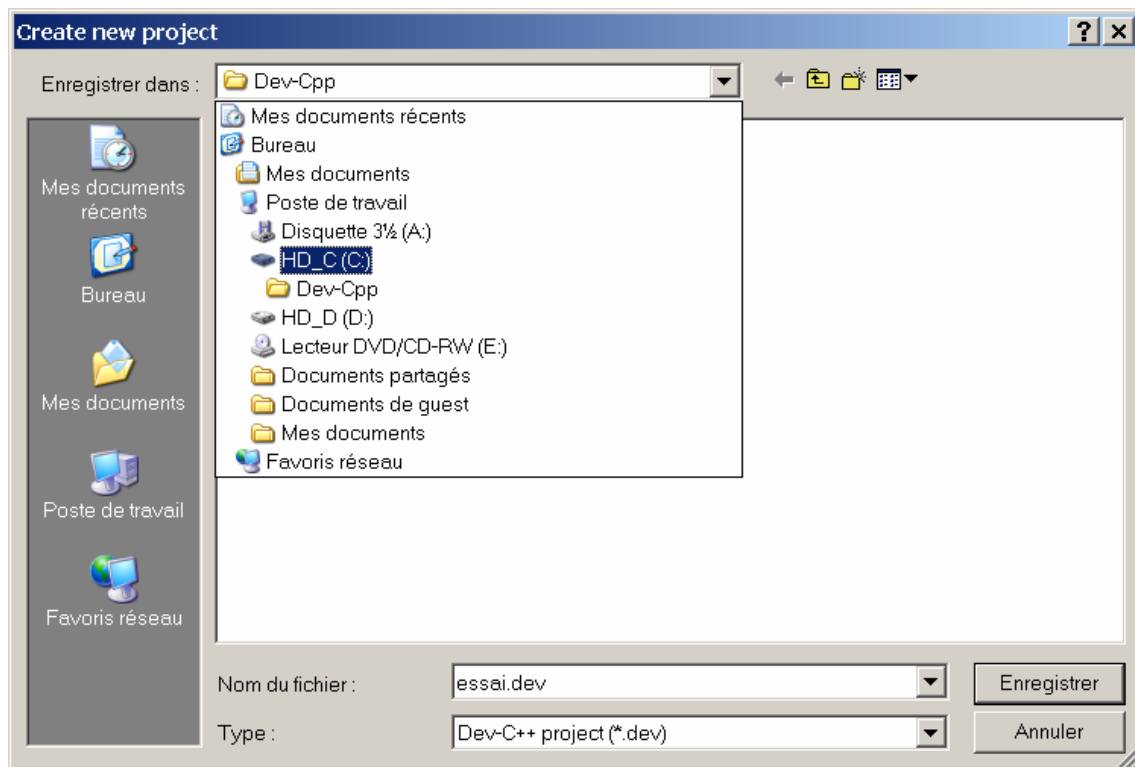 Create new project
Enregistrer dans :
Dev-Cpp
Mes documents récents
Bureau
Mes documents
Poste de travail
Disquette 3½ (A:)
HD_C (C:)
Dev-Cpp
HD_D (D:)
Lecteur DVD/CD-RW (E:)
Documents partagés
Documents de guest
Mes documents
Favoris réseau
Mes documents
récents
Bureau
Mes documents
Poste de travail
Favoris réseau
Nom du fichier :
essai.dev
Enregistrer
Type :
Dev-C++ project (*.dev)
Annuler